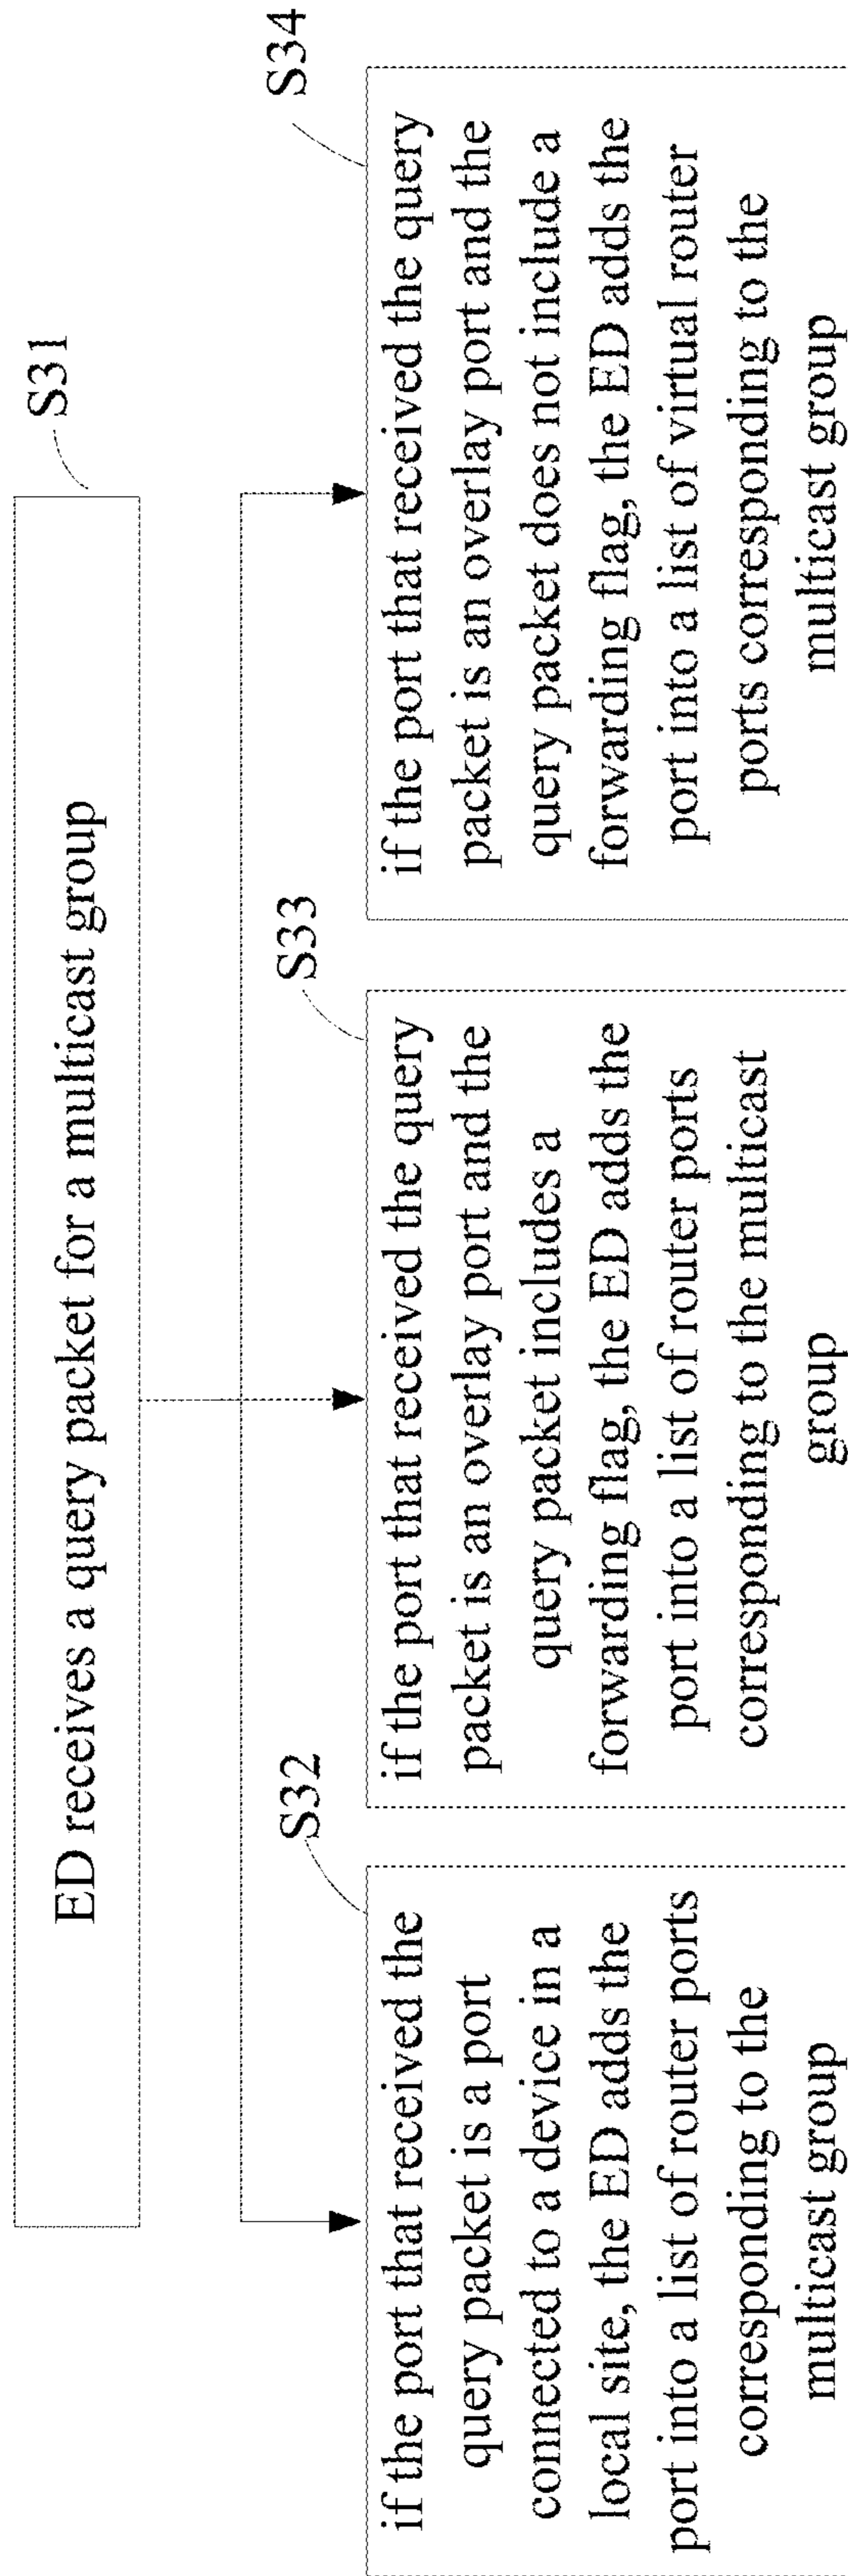 ED receives a query packet for a multicast group
S31
S32
if the port that received the
query packet is a port
connected to a device in a
local site, the ED adds the
port into a list of router ports
corresponding to the
multicast group
S33
if the port that received the query
packet is an overlay port and the
query packet includes a
forwarding flag, the ED adds the
port into a list of router ports
corresponding to the multicast
group
S34
if the port that received the query
packet is an overlay port and the
query packet does not include a
forwarding flag, the ED adds the
port into a list of virtual router
ports corresponding to the
multicast group